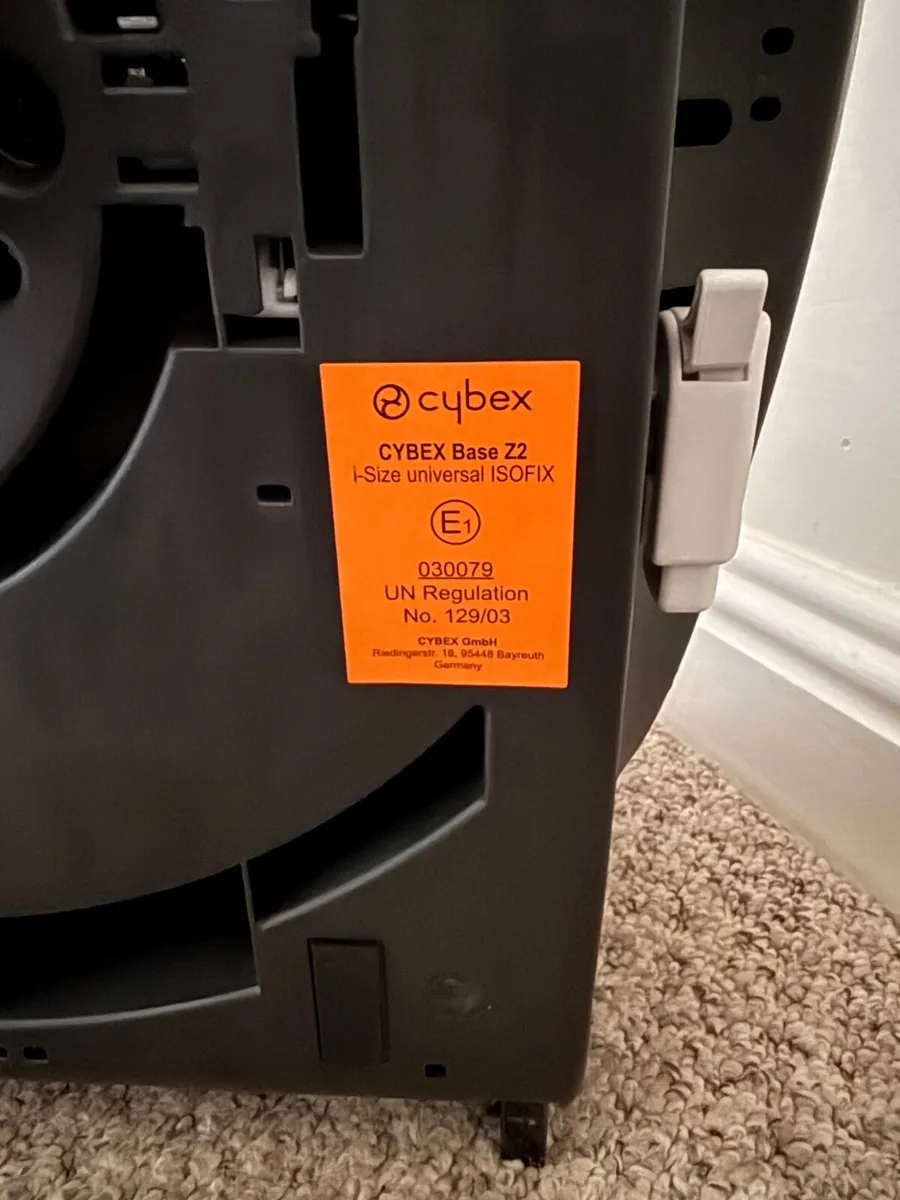 cybex
CYBEX Base Z2
i-Size universal ISOFIX
E1
030079
UN Regulation
No. 129/03
CYBEX GmbH
Riedingerstr. 18, 95448 Bayreuth
Germany